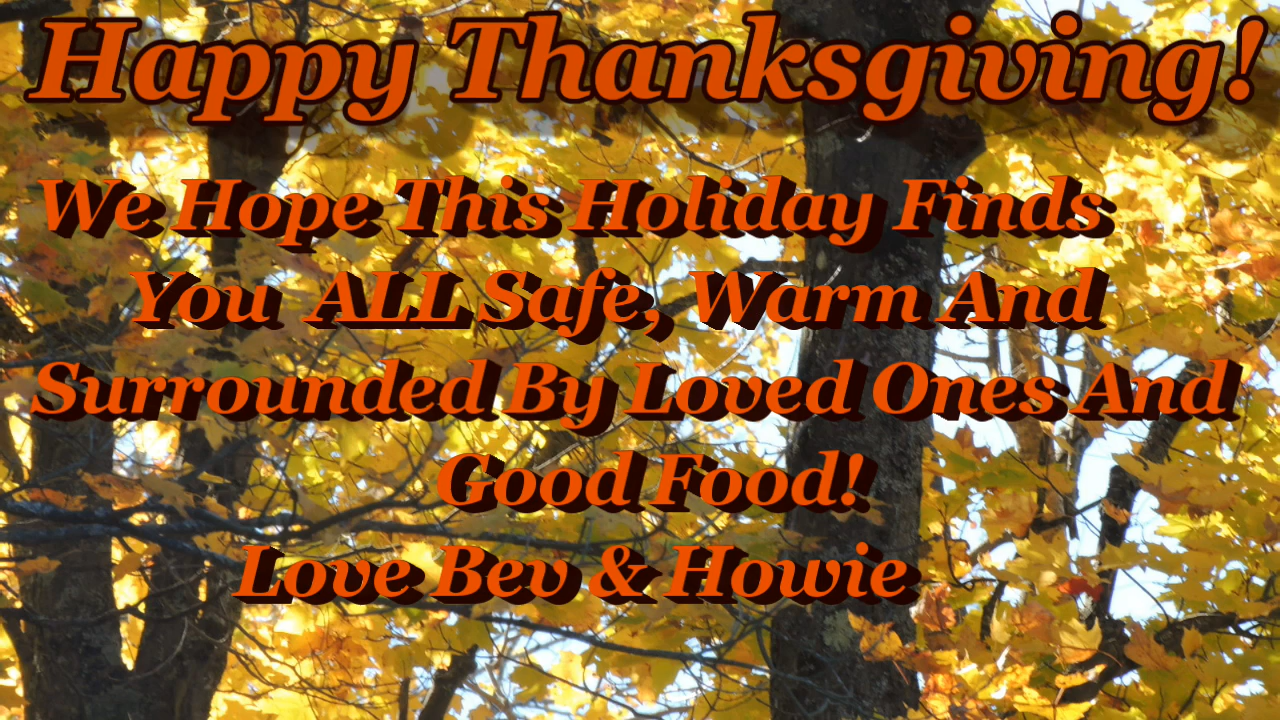 Happy Thanksgiving!
We Hope This Holiday Finds
You ALL Safe, Warm And
Surrounded By Loved Ones And
Good Food!
Love Bev & Howie